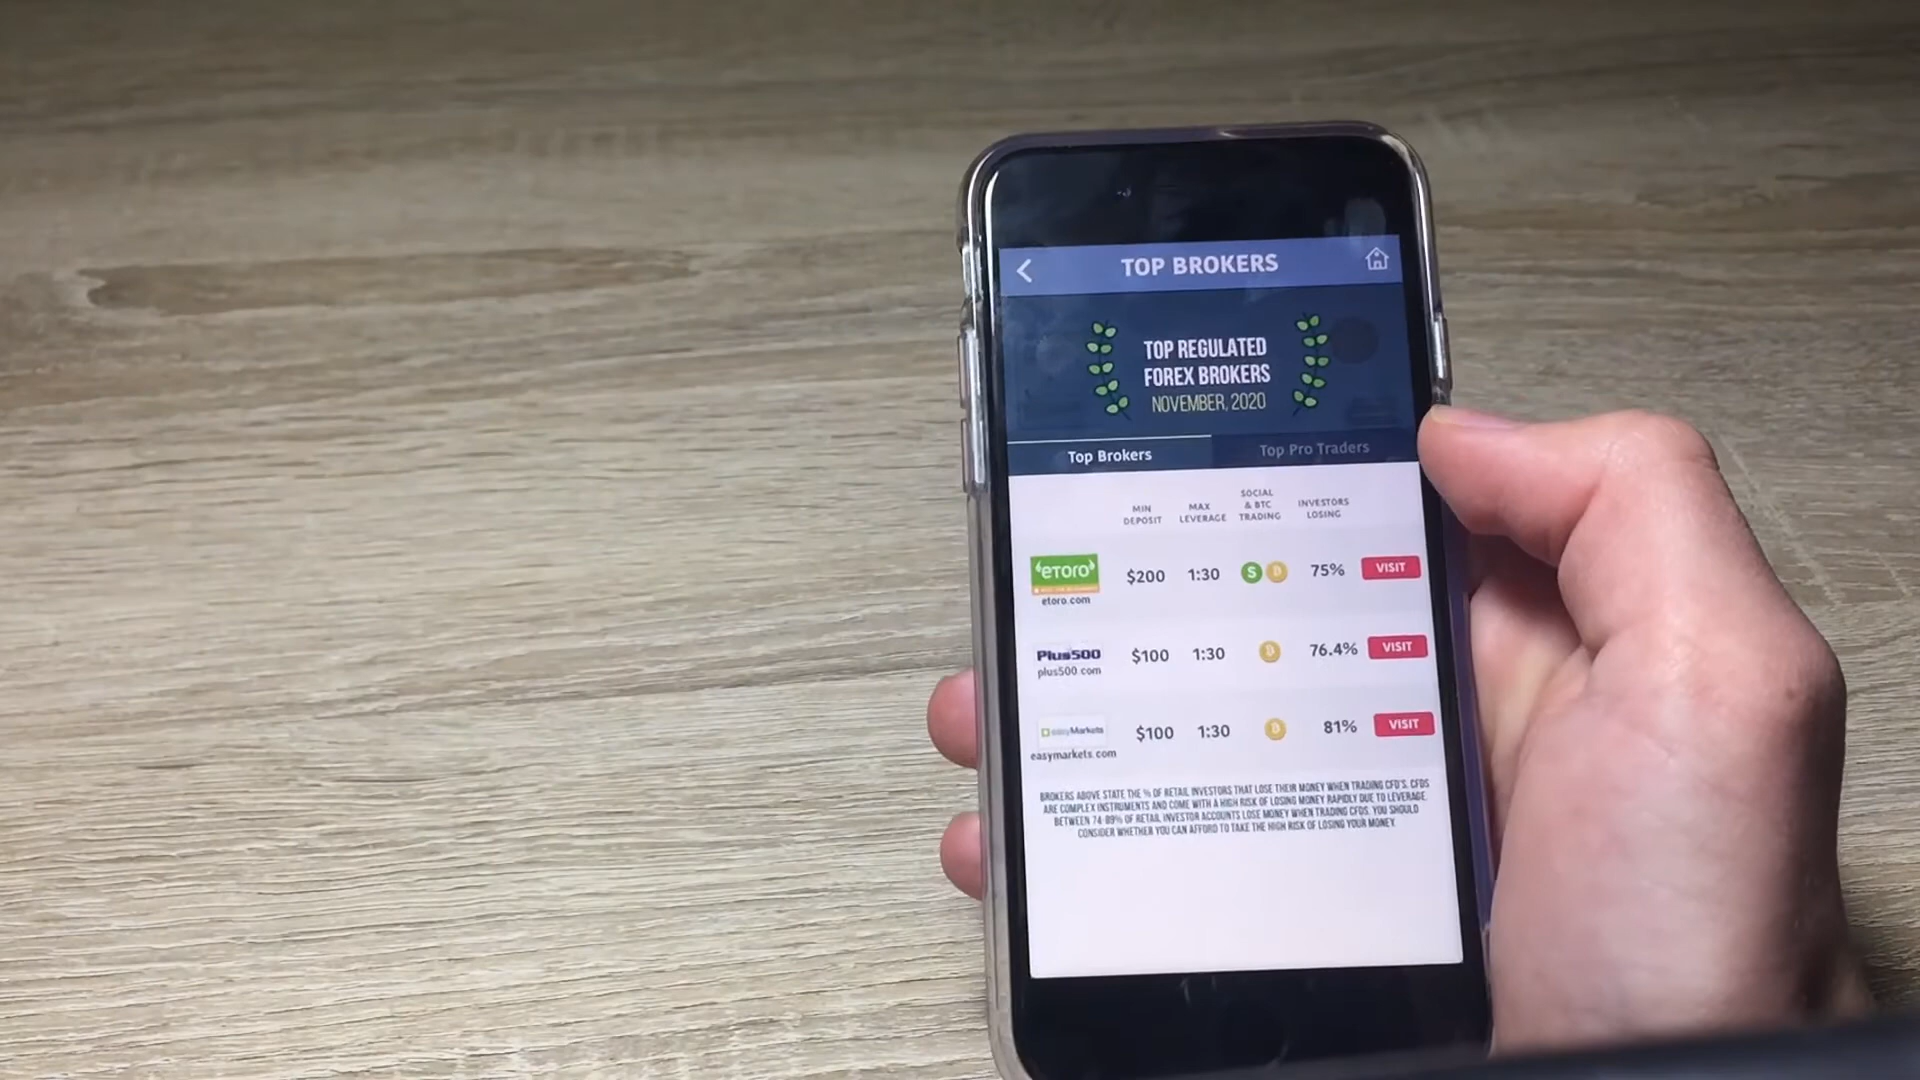 TOP BROKERS
TOP REGULATED
FOREX BROKERS
NOVEMBER, 2020
Top Brokers
Top Pro Traders
MIN
DEPOSIT
MAX
LEVERAGE
SOCIAL
& BTC
TRADING
INVESTORS
LOSING
eToro
etoro.com
$200
1:30
S
75%
VISIT
Plus500
plus500.com
$100
1:30
76.4%
VISIT
easyMarkets
easymarkets.com
$100
1:30
81%
VISIT
BROKERS ABOVE STATE THE % OF RETAIL INVESTORS THAT LOSE THEIR MONEY WHEN TRADING CFD'S. CFDS
ARE COMPLEX INSTRUMENTS AND COME WITH A HIGH RISK OF LOSING MONEY RAPIDLY DUE TO LEVERAGE.
BETWEEN 74-89% OF RETAIL INVESTOR ACCOUNTS LOSE MONEY WHEN TRADING CFDS. YOU SHOULD
CONSIDER WHETHER YOU CAN AFFORD TO TAKE THE HIGH RISK OF LOSING YOUR MONEY.